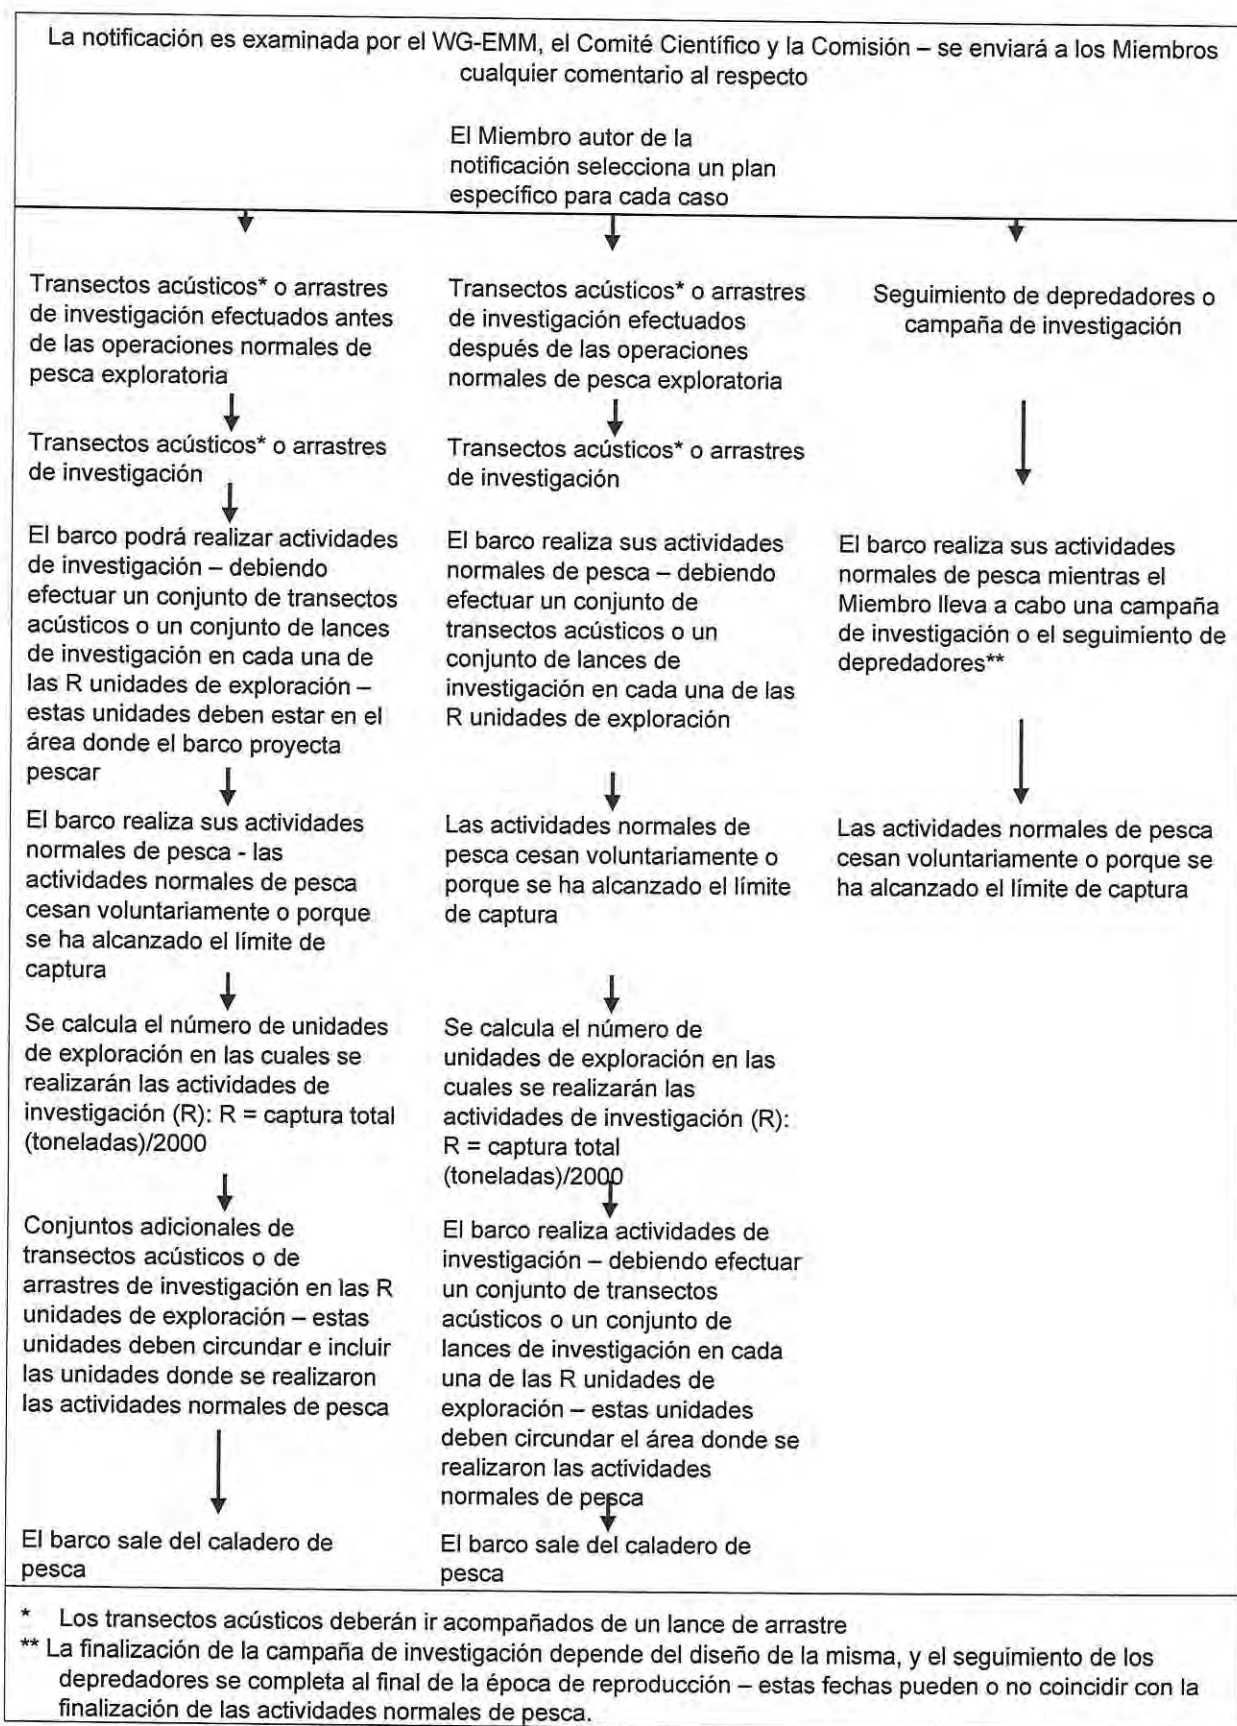 La notificación es examinada por el WG-EMM, el Comité Científico y la Comisión – se enviará a los Miembros
cualquier comentario al respecto
El Miembro autor de la
notificación selecciona un plan
específico para cada caso
Transectos acústicos* o arrastres
de investigación efectuados antes
de las operaciones normales de
pesca exploratoria
Transectos acústicos* o arrastres
de investigación
El barco podrá realizar actividades
de investigación – debiendo
efectuar un conjunto de transectos
acústicos o un conjunto de lances
de investigación en cada una de
las R unidades de exploración –
estas unidades deben estar en el
área donde el barco proyecta
pescar
El barco realiza sus actividades
normales de pesca - las
actividades normales de pesca
cesan voluntariamente o porque
se ha alcanzado el límite de
captura
Se calcula el número de unidades
de exploración en las cuales se
realizarán las actividades de
investigación (R): R = captura total
(toneladas)/2000
Conjuntos adicionales de
transectos acústicos o de
arrastres de investigación en las R
unidades de exploración – estas
unidades deben circundar e incluir
las unidades donde se realizaron
las actividades normales de pesca
El barco sale del caladero de
pesca
Transectos acústicos* o arrastres
de investigación efectuados
después de las operaciones
normales de pesca exploratoria
Transectos acústicos* o arrastres
de investigación
El barco realiza sus actividades
normales de pesca – debiendo
efectuar un conjunto de
transectos acústicos o un
conjunto de lances de
investigación en cada una de las
R unidades de exploración
Las actividades normales de
pesca cesan voluntariamente o
porque se ha alcanzado el límite
de captura
Se calcula el número de
unidades de exploración en las
cuales se realizarán las
actividades de investigación (R):
R = captura total
(toneladas)/2000
El barco realiza actividades de
investigación – debiendo efectuar
un conjunto de transectos
acústicos o un conjunto de
lances de investigación en cada
una de las R unidades de
exploración – estas unidades
deben circundar el área donde se
realizaron las actividades
normales de pesca
El barco sale del caladero de
pesca
Seguimiento de depredadores o
campaña de investigación
El barco realiza sus actividades
normales de pesca mientras el
Miembro lleva a cabo una campaña
de investigación o el seguimiento de
depredadores**
Las actividades normales de pesca
cesan voluntariamente o porque se
ha alcanzado el límite de captura
* Los transectos acústicos deberán ir acompañados de un lance de arrastre
** La finalización de la campaña de investigación depende del diseño de la misma, y el seguimiento de los
depredadores se completa al final de la época de reproducción – estas fechas pueden o no coincidir con la
finalización de las actividades normales de pesca.